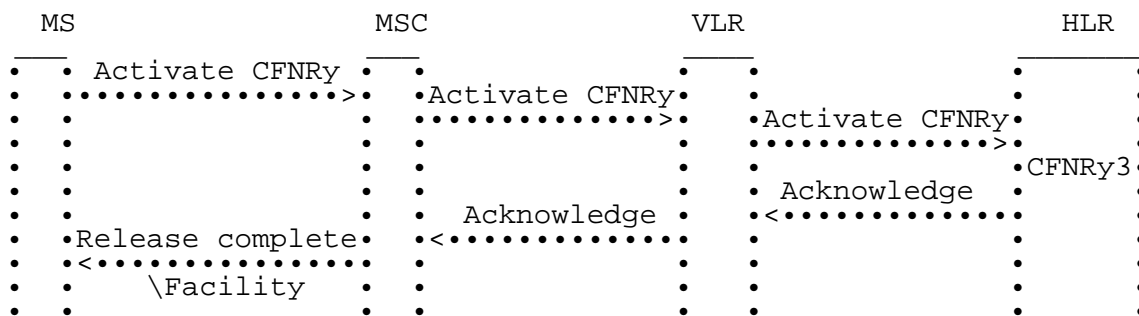 MS MSC VLR HLR
Activate CFNRy
Activate CFNRy
Activate CFNRy
CFNRy3
Acknowledge
Acknowledge
Release complete
\Facility